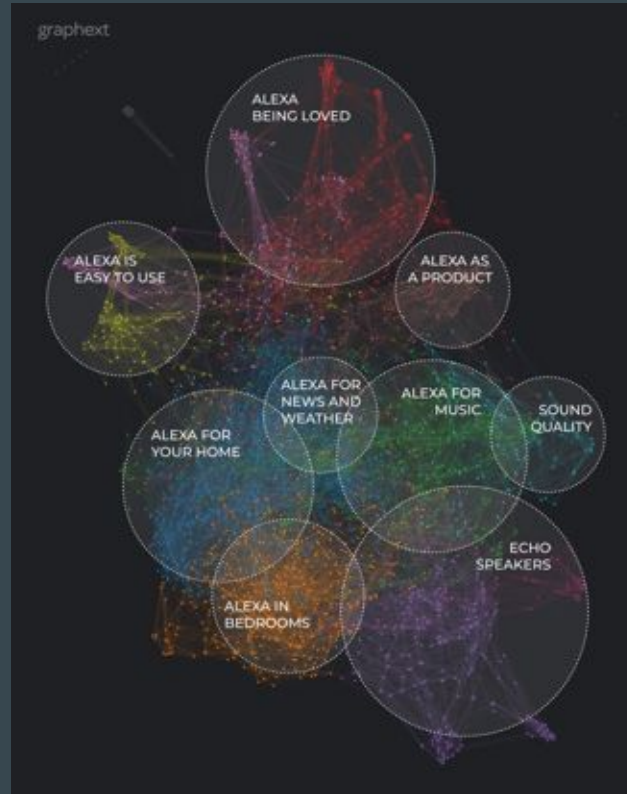 graphext
ALEXA
BEING LOVED
ALEXA IS
EASY TO USE
ALEXA AS
A PRODUCT
ALEXA FOR
NEWS AND
WEATHER
ALEXA FOR
MUSIC
SOUND
QUALITY
ALEXA FOR
YOUR HOME
ECHO
SPEAKERS
ALEXA IN
BEDROOMS